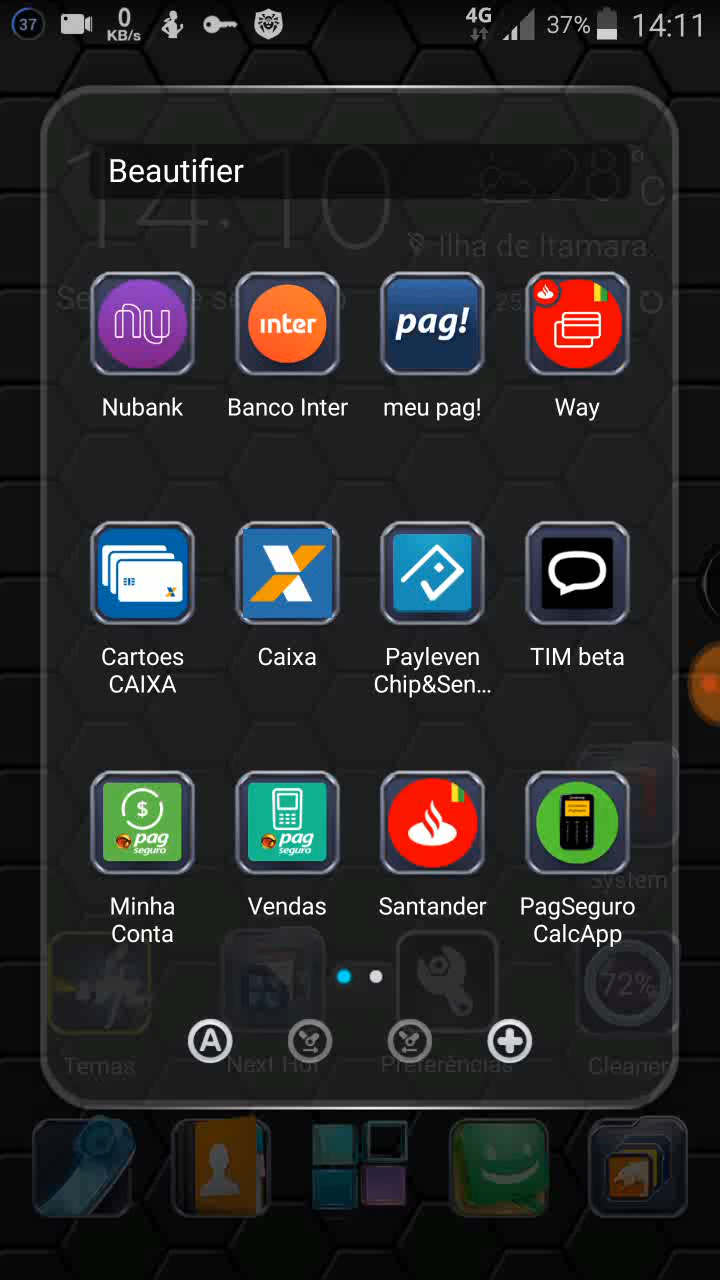 37
0
KB/s
4G
37%
14:11
Beautifier
14:10
28°C
Ilha de Itamara.
nu
inter
pag!
Nubank
Banco Inter
meu pag!
Way
X
Cartoes
CAIXA
Caixa
Payleven
Chip&Sen...
TIM beta
$
pag
seguro
pag
seguro
Minha
Conta
Vendas
Santander
PagSeguro
CalcApp
System
72%
A
Temas
Next
Preferências
Cleaner